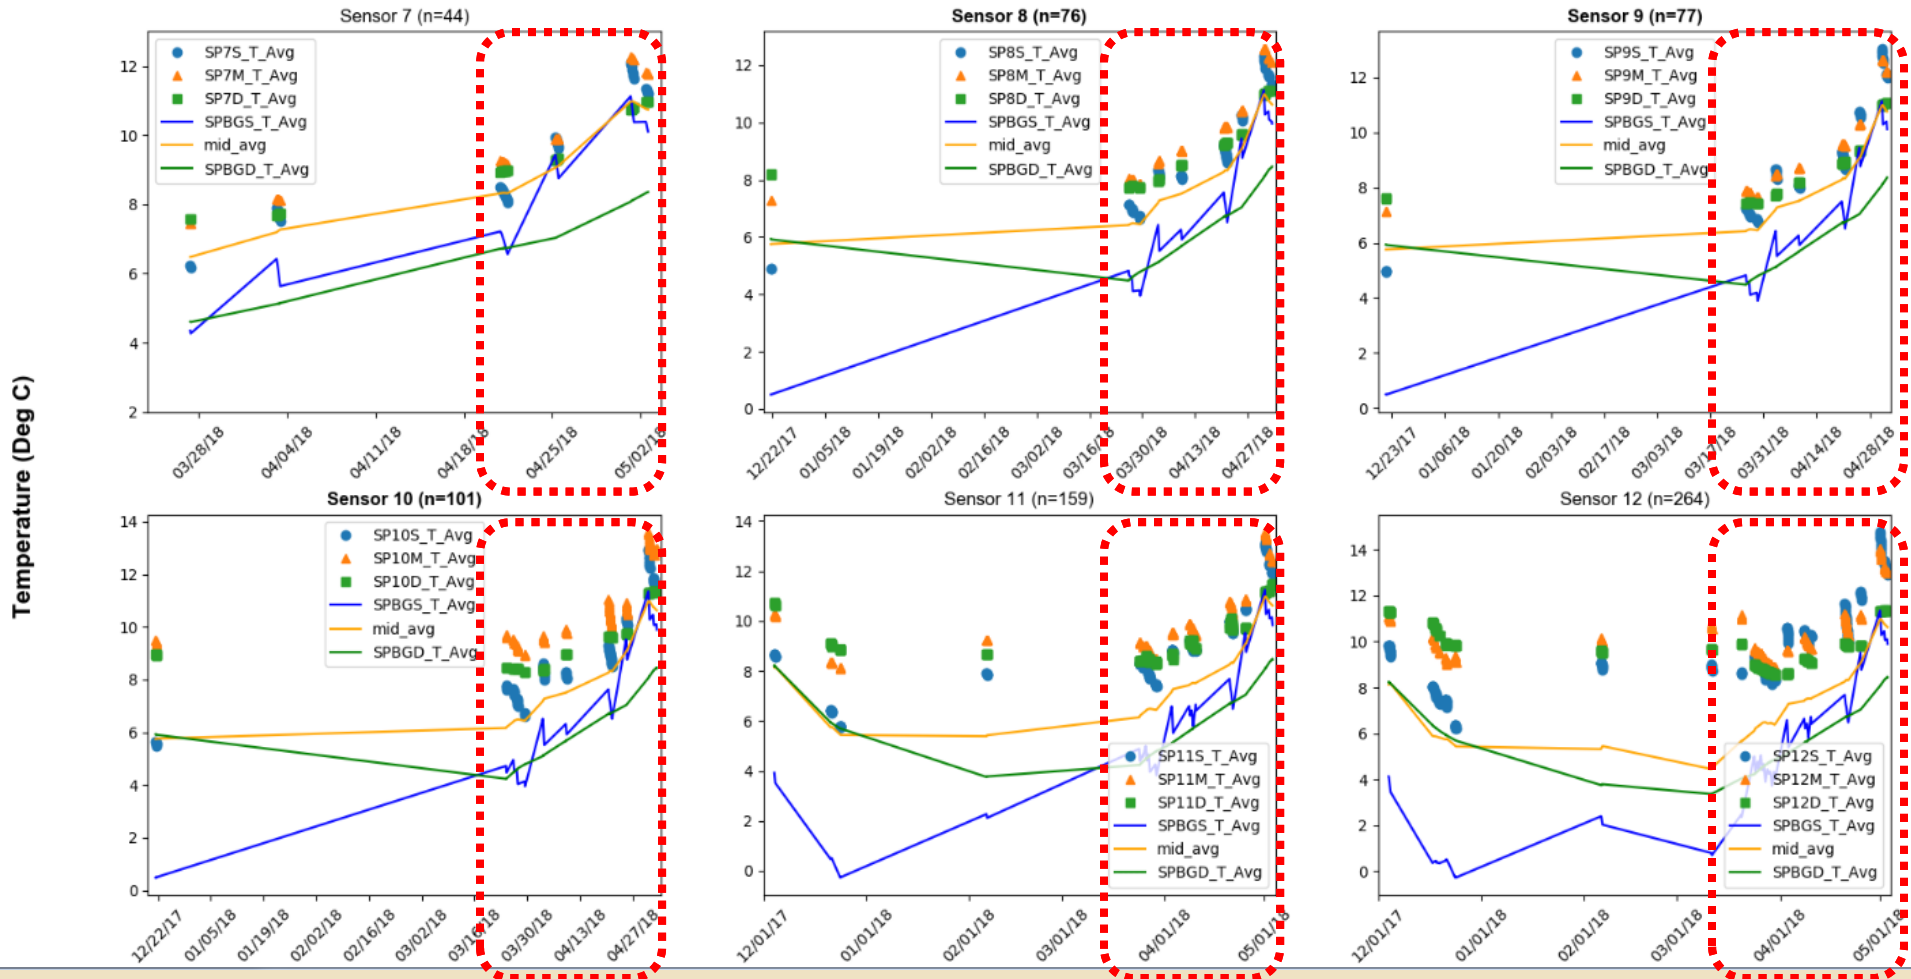 Temperature (Deg C)
Sensor 7 (n=44)
SP7S_T_Avg
SP7M_T_Avg
SP7D_T_Avg
SPBGS_T_Avg
mid_avg
SPBGD_T_Avg
12
10
8
6
4
2
03/28/18
04/04/18
04/11/18
04/18/18
04/25/18
05/02/18
Sensor 8 (n=76)
SP8S_T_Avg
SP8M_T_Avg
SP8D_T_Avg
SPBGS_T_Avg
mid_avg
SPBGD_T_Avg
12
10
8
6
4
2
0
12/22/17
01/05/18
01/19/18
02/02/18
02/16/18
03/02/18
03/16/18
03/30/18
04/13/18
04/27/18
Sensor 9 (n=77)
SP9S_T_Avg
SP9M_T_Avg
SP9D_T_Avg
SPBGS_T_Avg
mid_avg
SPBGD_T_Avg
12
10
8
6
4
2
0
12/23/17
01/06/18
01/20/18
02/03/18
02/17/18
03/03/18
03/17/18
03/31/18
04/14/18
04/28/18
Sensor 10 (n=101)
SP10S_T_Avg
SP10M_T_Avg
SP10D_T_Avg
SPBGS_T_Avg
mid_avg
SPBGD_T_Avg
14
12
10
8
6
4
2
0
12/22/17
01/05/18
01/19/18
02/02/18
02/16/18
03/02/18
03/16/18
03/30/18
04/13/18
04/27/18
Sensor 11 (n=159)
14
12
10
8
6
4
2
0
SP11S_T_Avg
SP11M_T_Avg
SP11D_T_Avg
SPBGS_T_Avg
mid_avg
SPBGD_T_Avg
12/01/17
01/01/18
02/01/18
03/01/18
04/01/18
05/01/18
Sensor 12 (n=264)
14
12
10
8
6
4
2
0
SP12S_T_Avg
SP12M_T_Avg
SP12D_T_Avg
SPBGS_T_Avg
mid_avg
SPBGD_T_Avg
12/01/17
01/01/18
02/01/18
03/01/18
04/01/18
05/01/18